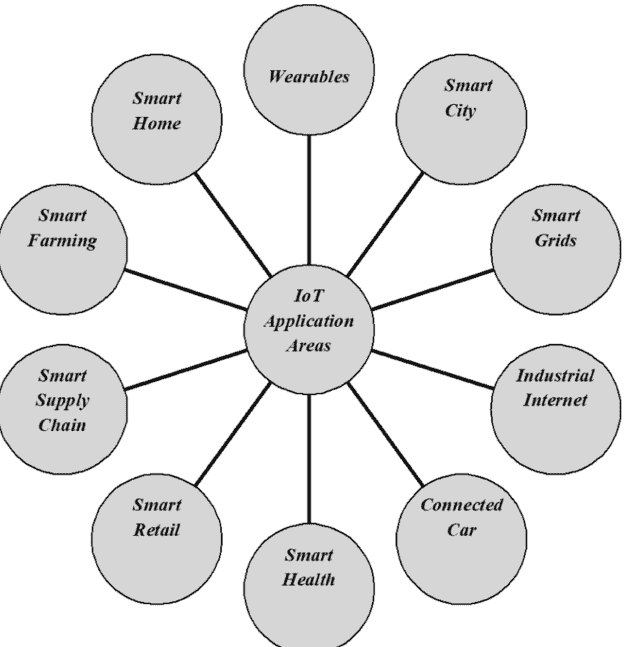 Wearables
Smart
City
Smart
Home
Smart
Grids
Smart
Farming
IoT
Application
Areas
Industrial
Internet
Smart
Supply
Chain
Connected
Car
Smart
Retail
Smart
Health